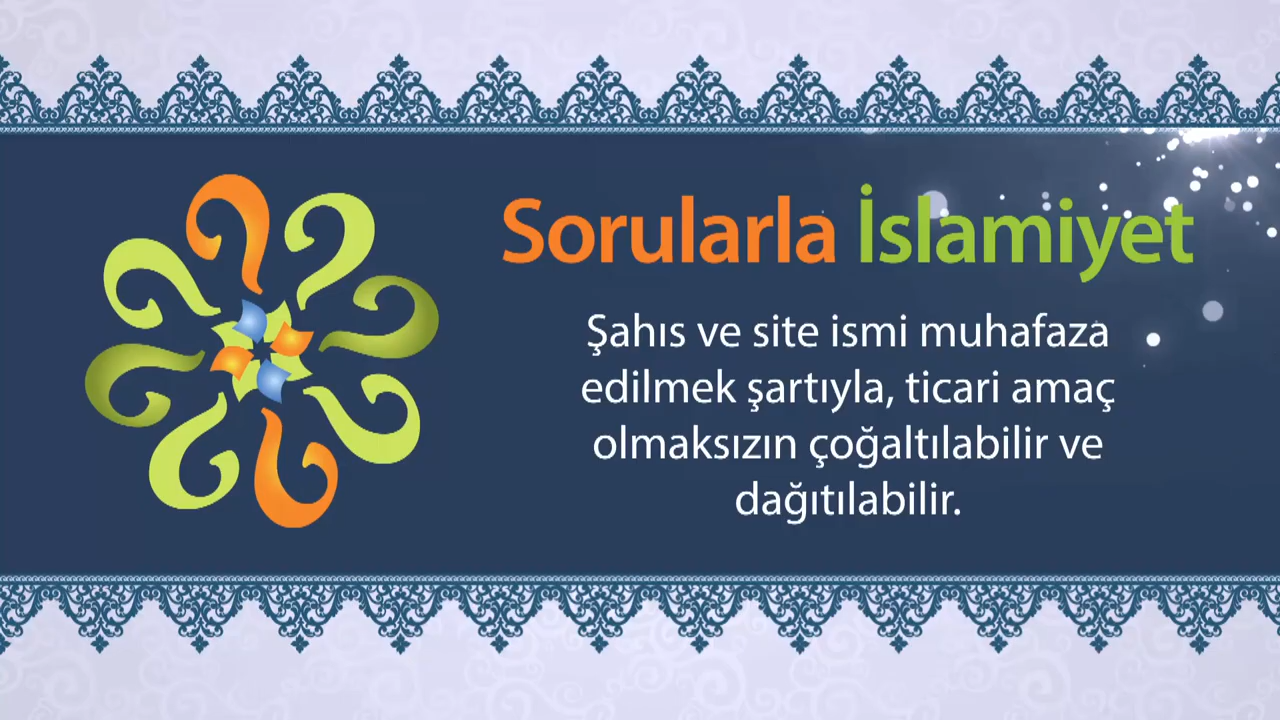 Sorularla İslamiyet
Şahıs ve site ismi muhafaza
edilmek şartıyla, ticari amaç
olmaksızın çoğaltılabilir ve
dağıtılabilir.